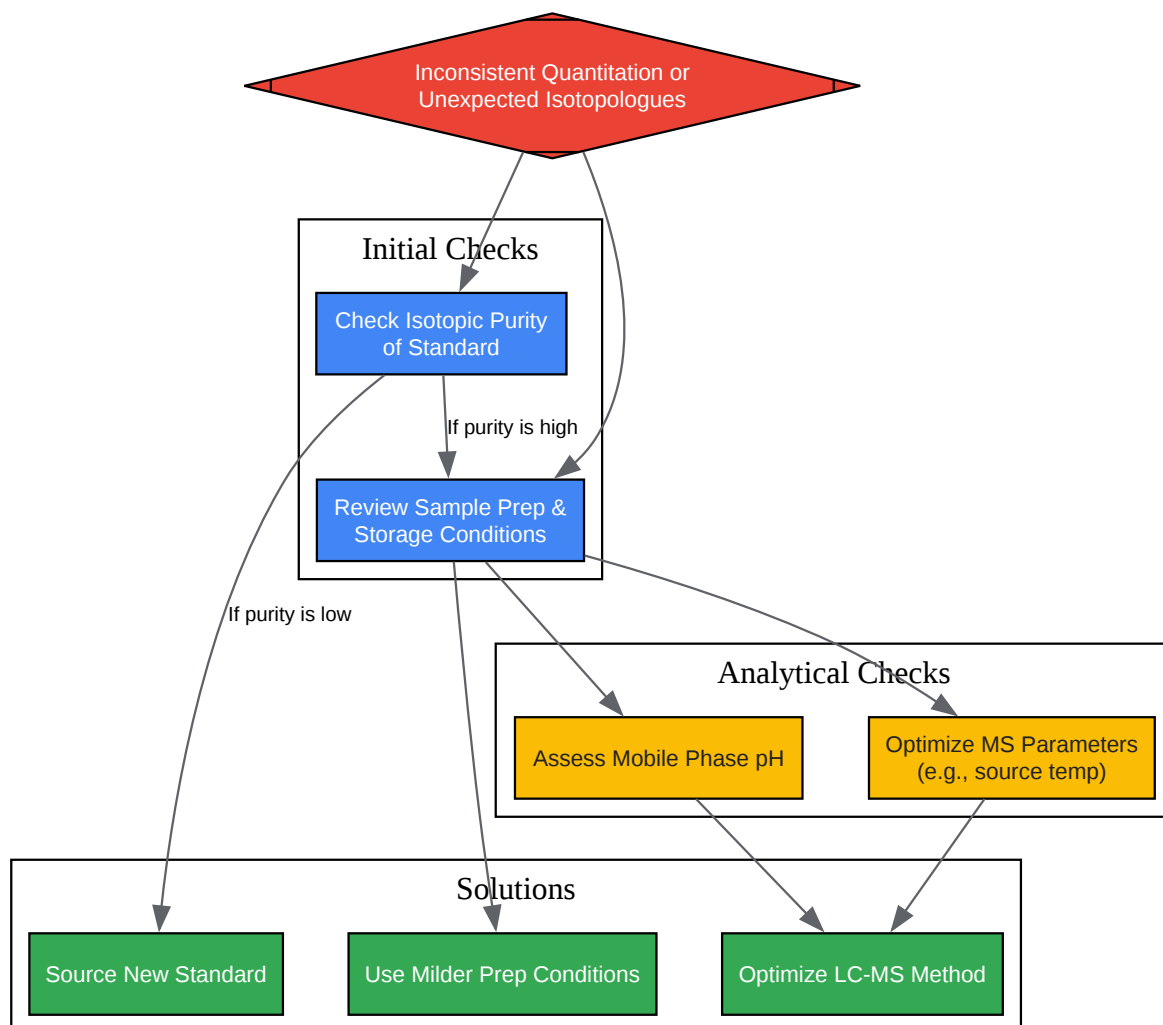 Inconsistent Quantitation or
Unexpected Isotopologues
Initial Checks
Check Isotopic Purity
of Standard
If purity is high
Review Sample Prep &
Storage Conditions
If purity is low
Analytical Checks
Assess Mobile Phase pH
Optimize MS Parameters
(e.g., source temp)
Solutions
Source New Standard
Use Milder Prep Conditions
Optimize LC-MS Method